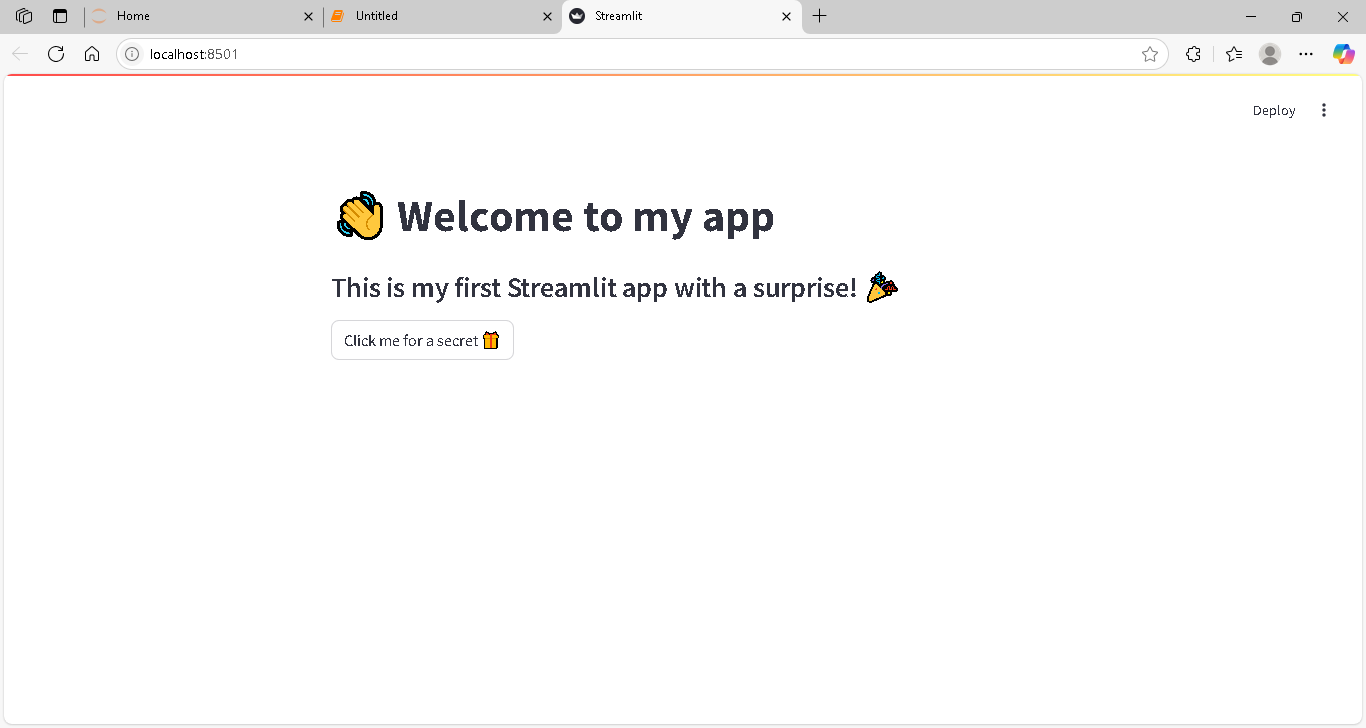 Home
Untitled
Streamlit
localhost:8501
Deploy
👋 Welcome to my app
This is my first Streamlit app with a surprise! 🎉
Click me for a secret 🎁